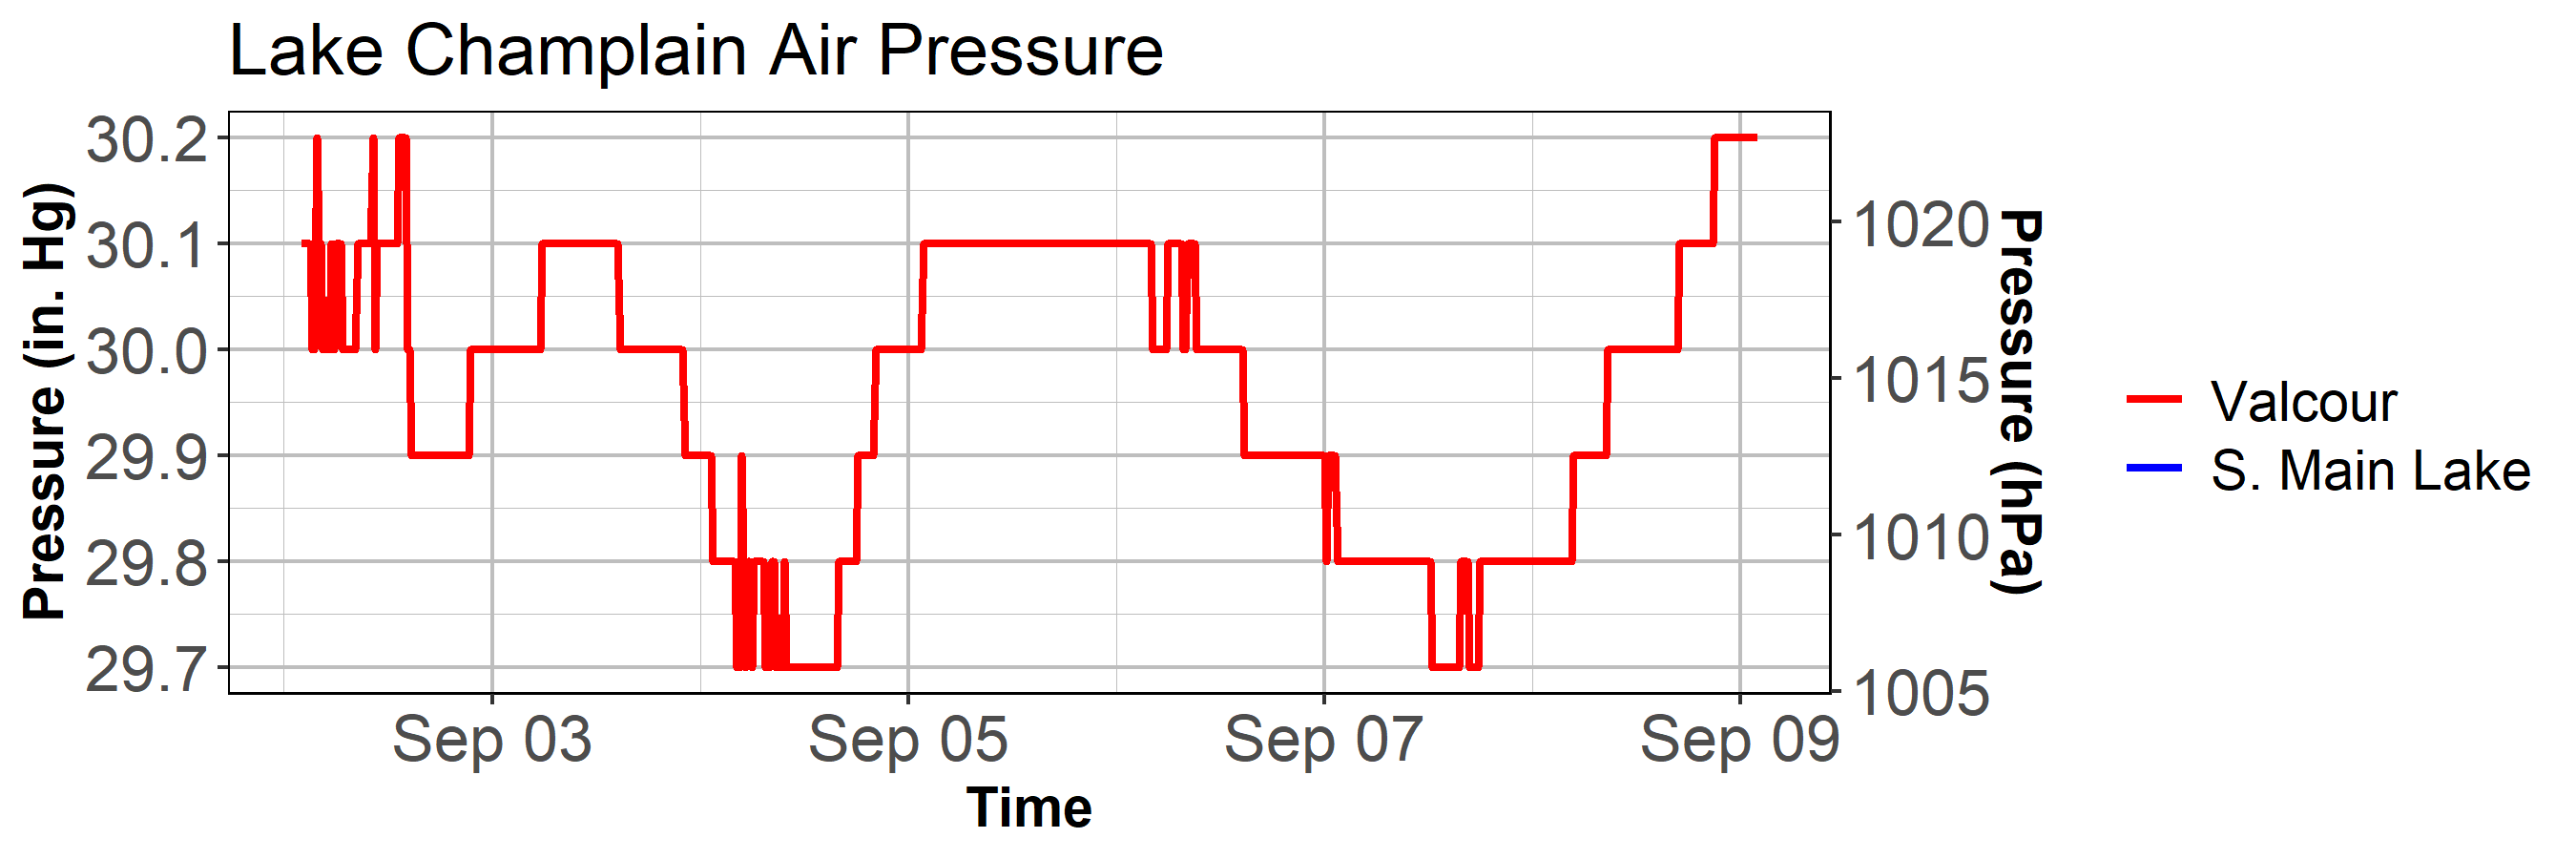 Lake Champlain Air Pressure
30.2
30.1
30.0
29.9
29.8
29.7
Pressure (in. Hg)
1020
1015
1010
1005
Pressure (hPa)
Sep 03
Sep 05
Sep 07
Sep 09
Time
Valcour
S. Main Lake